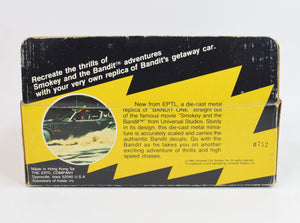 Recreate the thrills of
Smokey and the Bandit™ adventures
with your very own replica of Bandit's getaway car.
New from EPTL, a die-cast metal
replica of "BANDIT ONE" straight
out of the famous movie "Smokey and the
Bandit™" from Universal Studios. Sturdy
in its design, this die-cast metal minia-
ture is accurately scaled and carries the
authentic Bandit decals. Go with the
Bandit as he takes you on another
exciting adventure of thrills and high
speed chases.
Made in Hong Kong for
THE ERTL COMPANY
Dyersville, Iowa 52040 U.S.A.
Subsidiary of Kidde Inc
0752